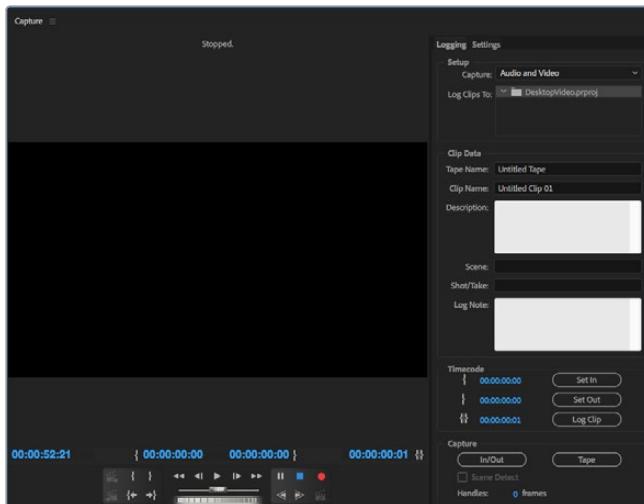 Capture
Stopped.
Logging Settings
Setup
Capture: Audio and Video
Log Clips To: DesktopVideo.prproj
Clip Data
Tape Name: Untitled Tape
Clip Name: Untitled Clip 01
Description:
Scene:
Shot/Take:
Log Note:
Timecode
{ 00:00:00:00 Set In
} 00:00:00:00 Set Out
{} 00:00:00:01 Log Clip
00:00:52:21 { 00:00:00:00 00:00:00:00 } 00:00:00:01 {}
Capture
In/Out Tape
Scene Detect
Handles: 0 frames